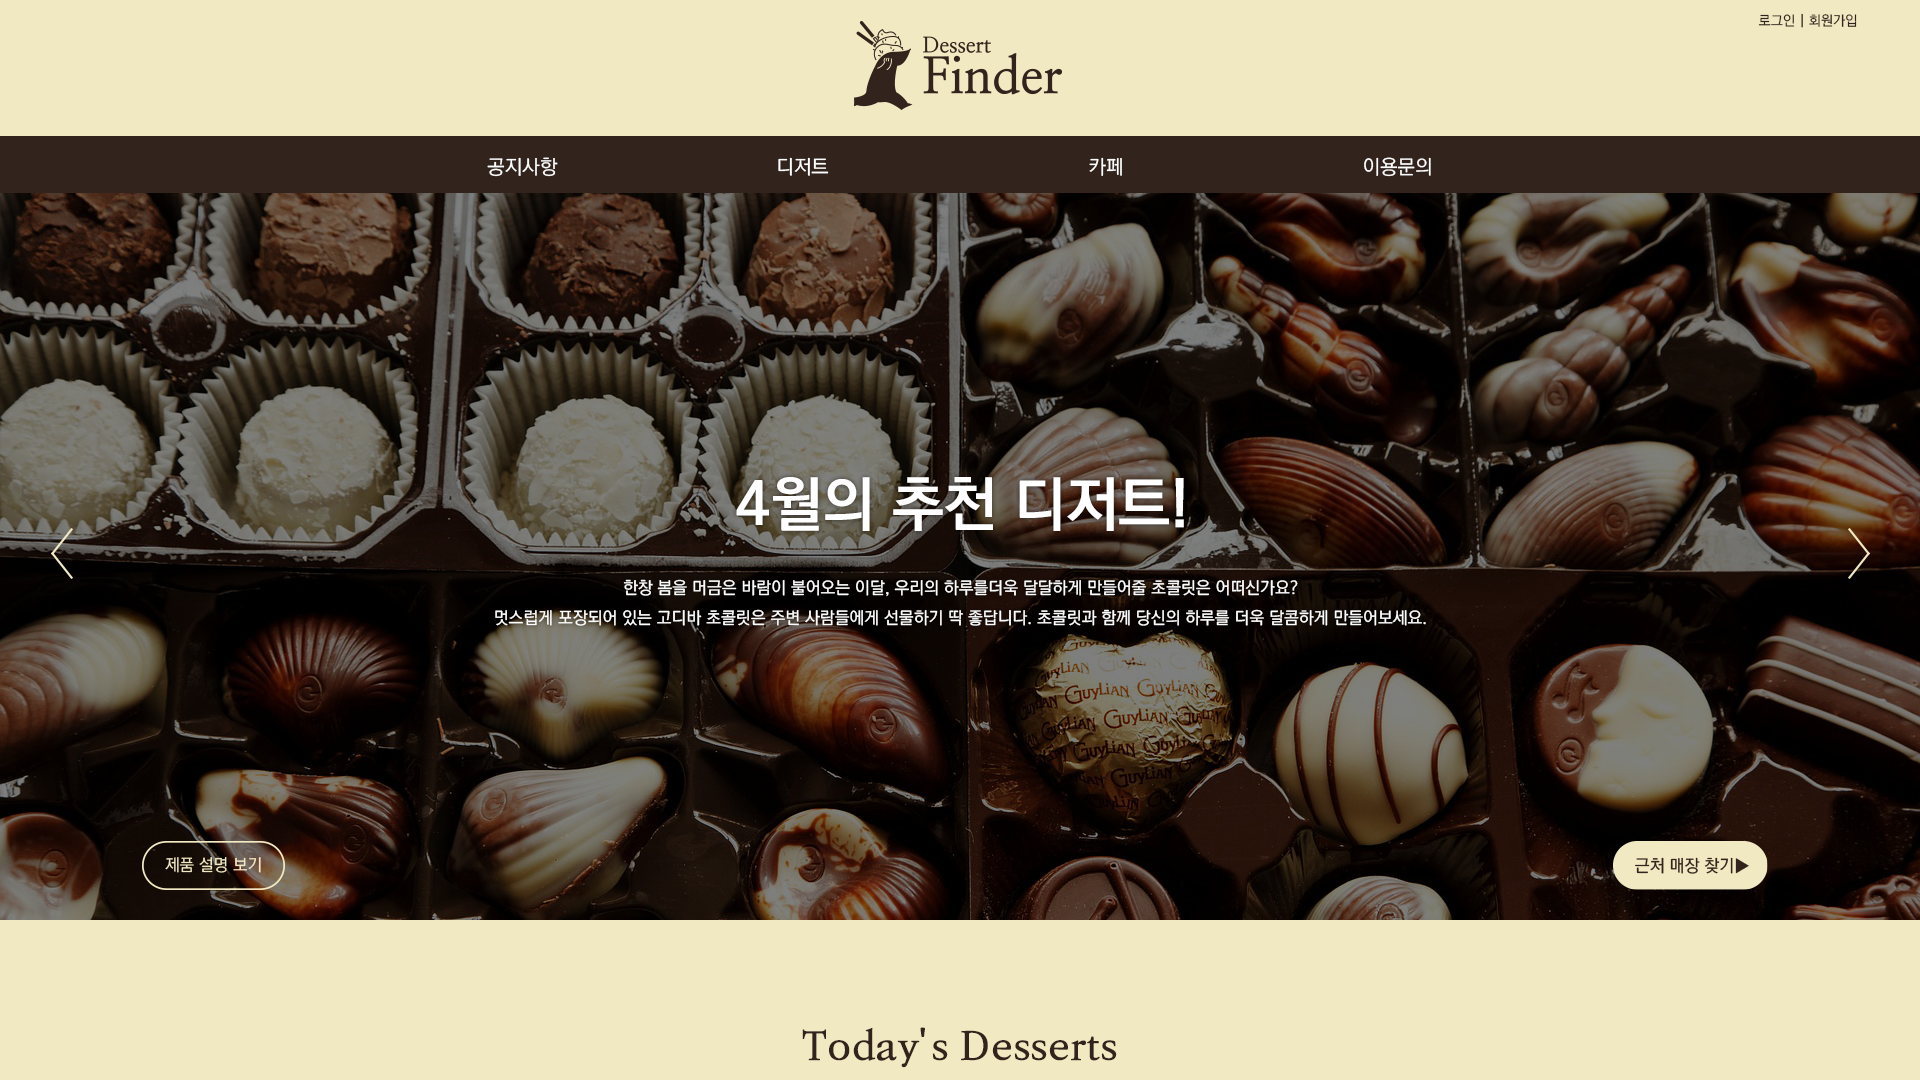 로그인 | 회원가입
Dessert
Finder
공지사항
디저트
카페
이용문의
4월의 추천 디저트!
한창 봄을 머금은 바람이 불어오는 이달, 우리의 하루를더욱 달달하게 만들어줄 초콜릿은 어떠신가요?
멋스럽게 포장되어 있는 고디바 초콜릿은 주변 사람들에게 선물하기 딱 좋답니다. 초콜릿과 함께 당신의 하루를 더욱 달콤하게 만들어보세요.
GUYLIAN GUYLIAN
GUYLIAN
GUYLIAN
제품 설명 보기
근처 매장 찾기▶
Today's Desserts